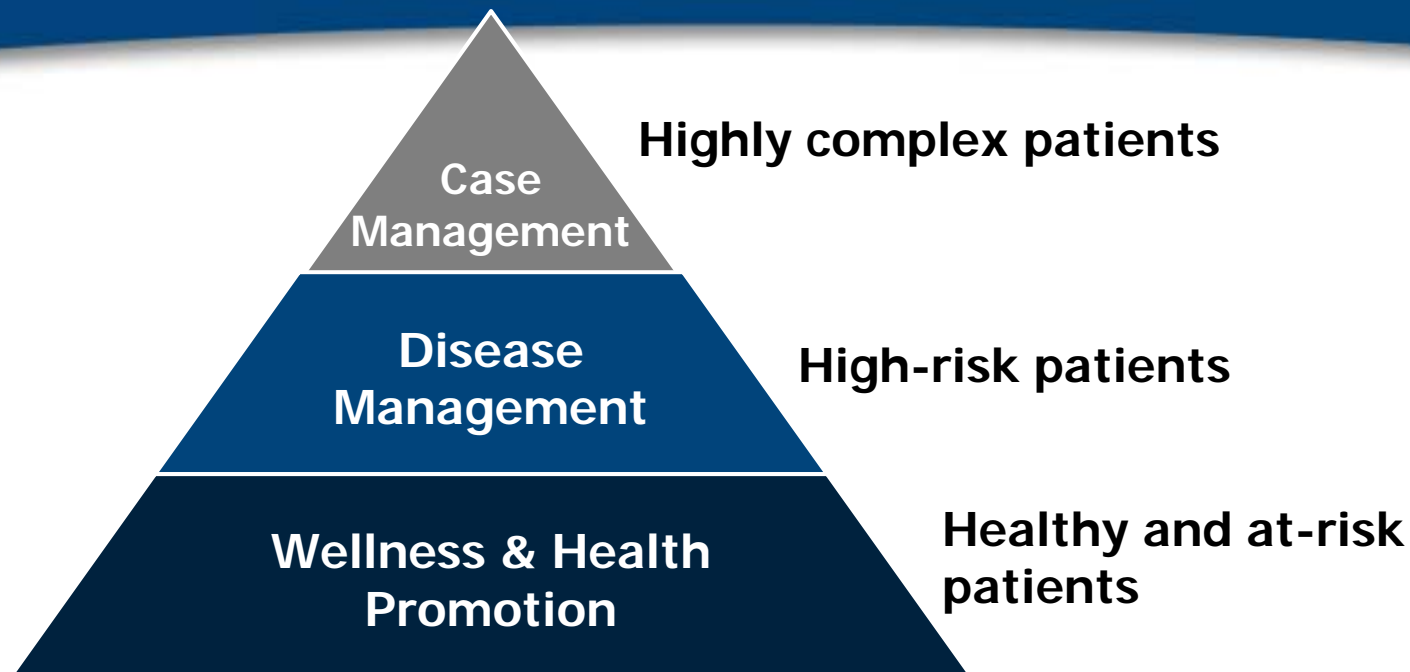 Highly complex patients
Case
Management
Disease
Management
High-risk patients
Wellness & Health
Promotion
Healthy and at-risk
patients